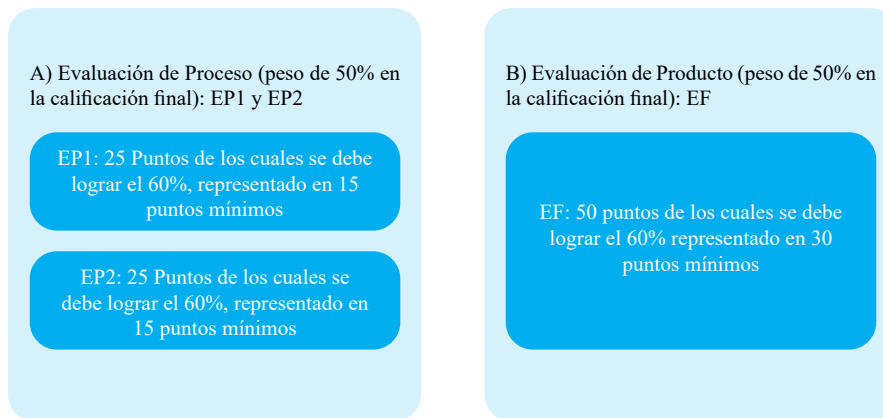 A) Evaluación de Proceso (peso de 50% en
la calificación final): EP1 y EP2
EP1: 25 Puntos de los cuales se debe
lograr el 60%, representado en 15
puntos mínimos
EP2: 25 Puntos de los cuales se
debe lograr el 60%, representado en
15 puntos mínimos
B) Evaluación de Producto (peso de 50% en
la calificación final): EF
EF: 50 puntos de los cuales se debe
lograr el 60% representado en 30
puntos mínimos